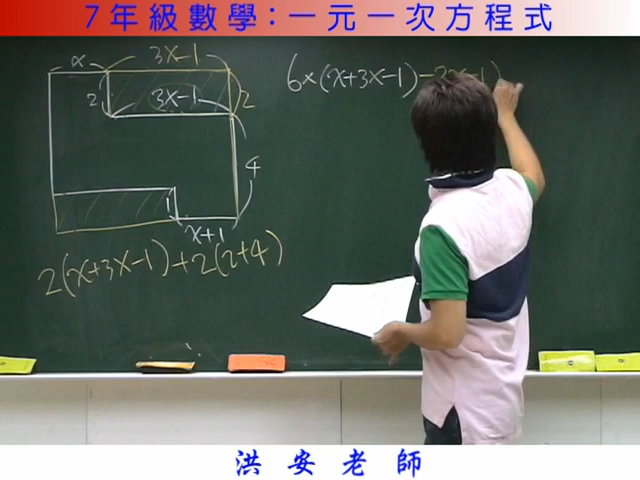 7年級數學:一元一次方程式
x 3x-1
2 3x-1 2
4
1
x+1
2(x+3x-1)+2(2+4)
6×(x+3x-1)-
洪安老師